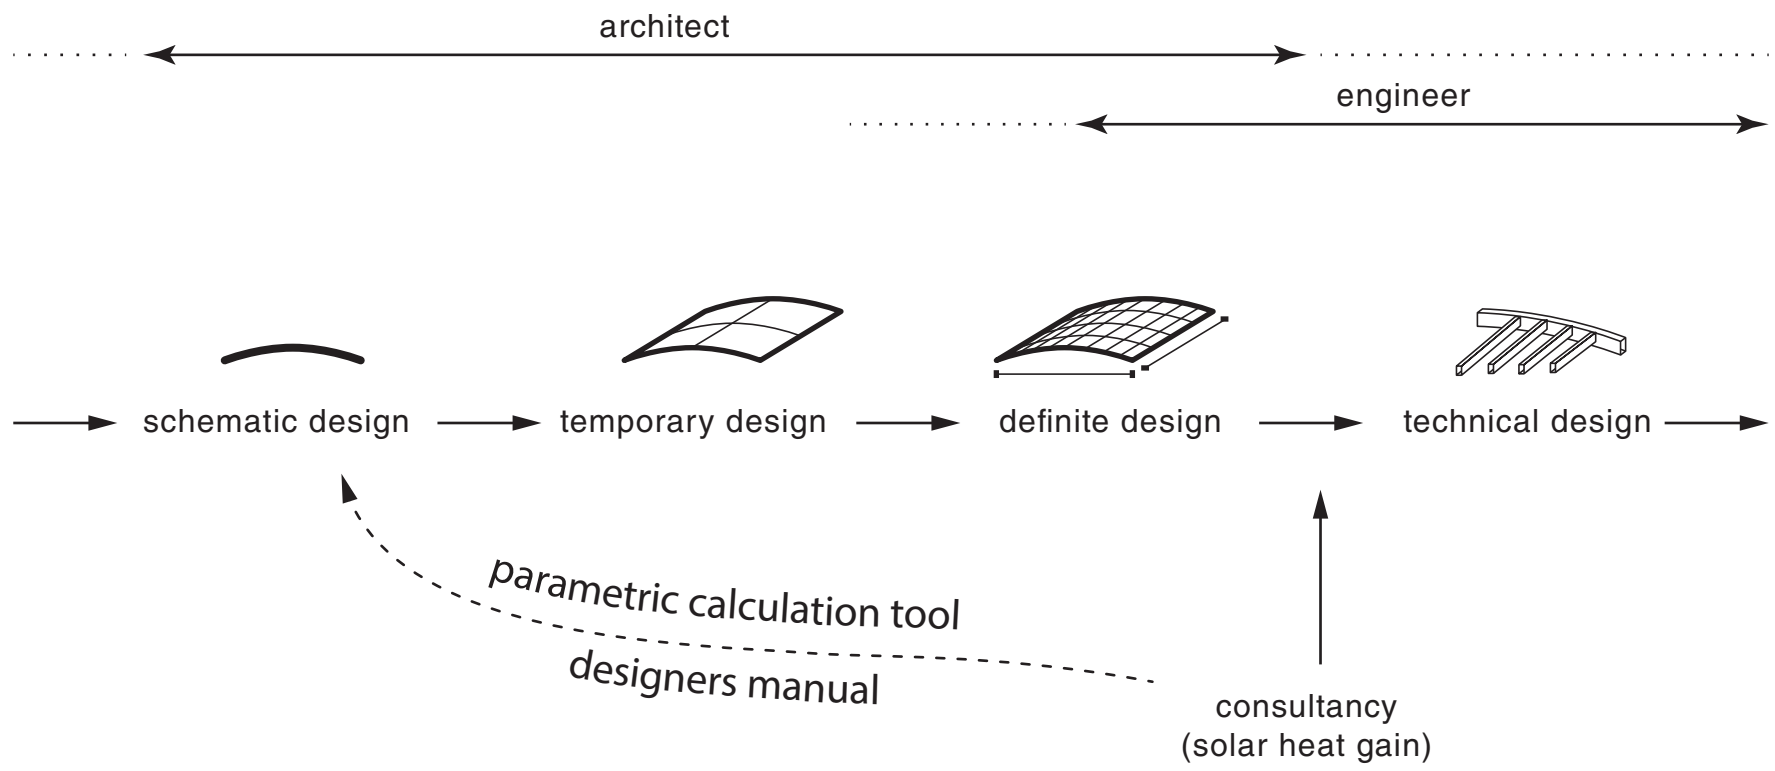 architect
engineer
schematic design
temporary design
definite design
technical design
parametric calculation tool
designers manual
consultancy
(solar heat gain)